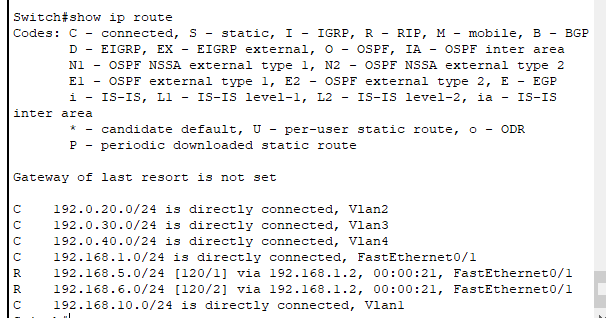 Switch#show ip route
Codes: C - connected, S - static, I - IGRP, R - RIP, M - mobile, B - BGP
D - EIGRP, EX - EIGRP external, O - OSPF, IA - OSPF inter area
N1 - OSPF NSSA external type 1, N2 - OSPF NSSA external type 2
E1 - OSPF external type 1, E2 - OSPF external type 2, E - EGP
i - IS-IS, L1 - IS-IS level-1, L2 - IS-IS level-2, ia - IS-IS
inter area
* - candidate default, U - per-user static route, o - ODR
P - periodic downloaded static route
Gateway of last resort is not set
C 192.0.20.0/24 is directly connected, Vlan2
C 192.0.30.0/24 is directly connected, Vlan3
C 192.0.40.0/24 is directly connected, Vlan4
C 192.168.1.0/24 is directly connected, FastEthernet0/1
R 192.168.5.0/24 [120/1] via 192.168.1.2, 00:00:21, FastEthernet0/1
R 192.168.6.0/24 [120/2] via 192.168.1.2, 00:00:21, FastEthernet0/1
C 192.168.10.0/24 is directly connected, Vlan1